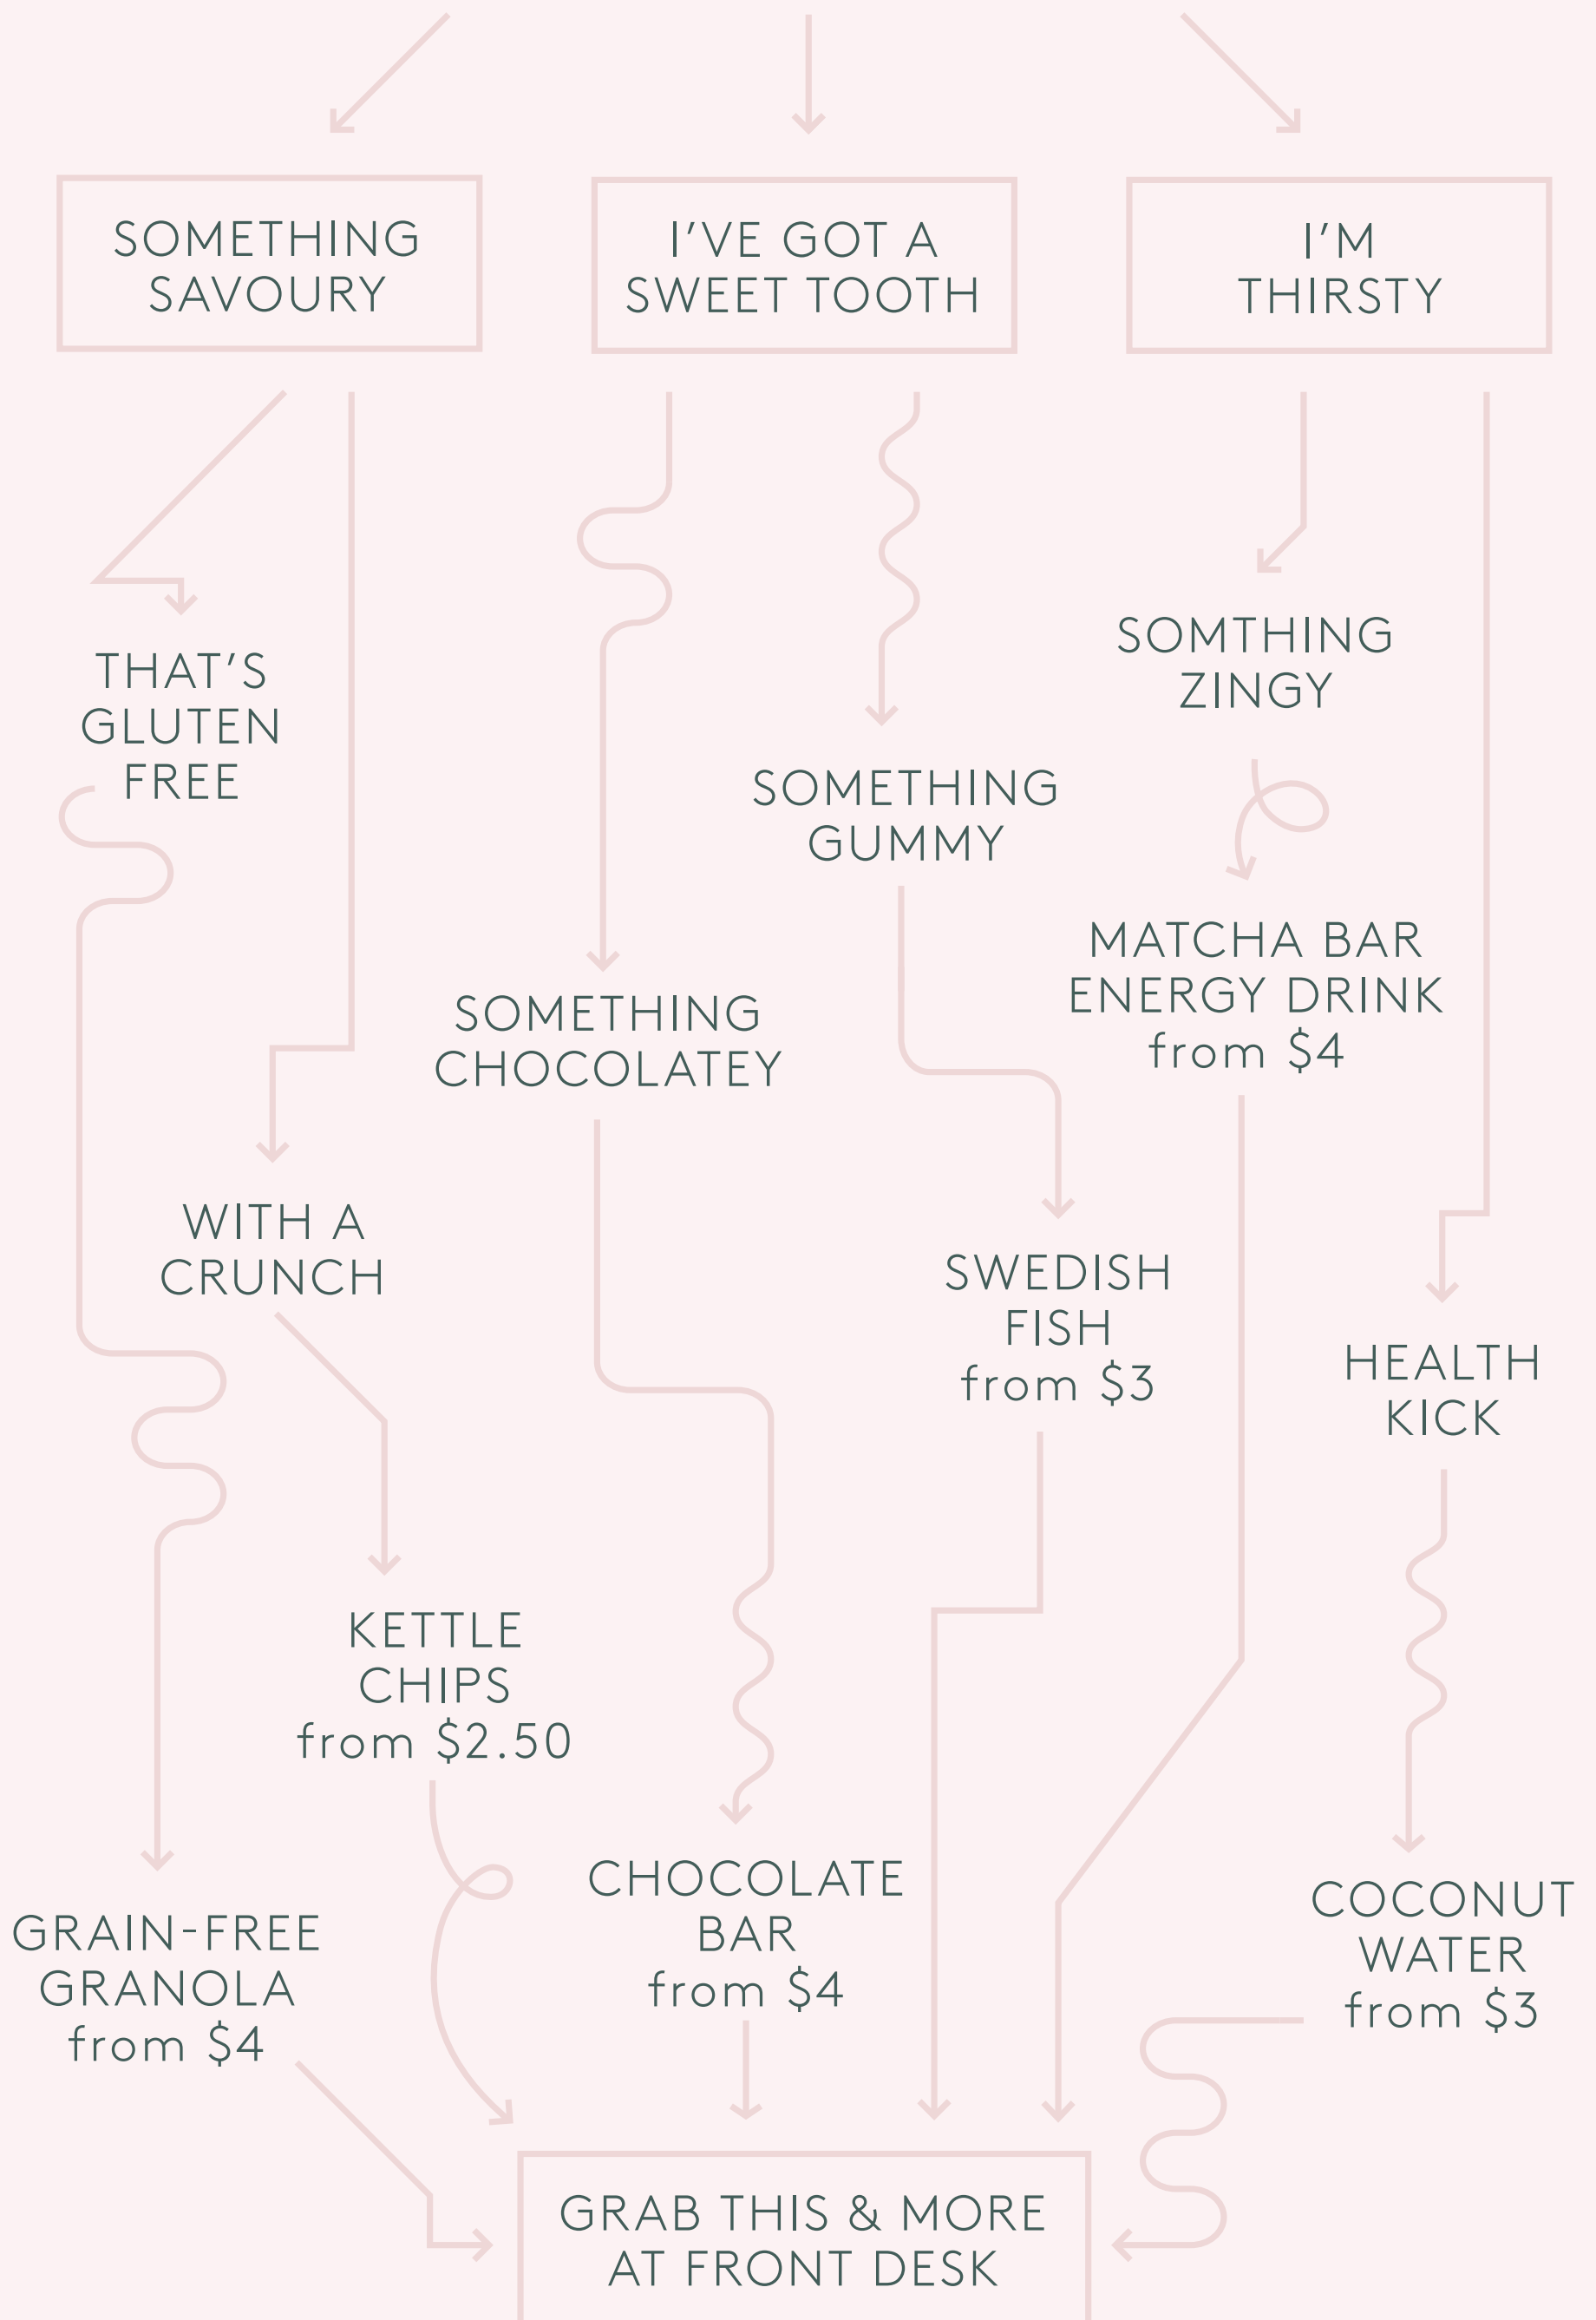 SOMETHING
SAVOURY
I'VE GOT A
SWEET TOOTH
I'M
THIRSTY
THAT'S
GLUTEN
FREE
SOMTHING
ZINGY
SOMETHING
GUMMY
MATCHA BAR
ENERGY DRINK
from $4
SOMETHING
CHOCOLATEY
WITH A
CRUNCH
SWEDISH
FISH
from $3
HEALTH
KICK
KETTLE
CHIPS
from $2.50
CHOCOLATE
BAR
from $4
COCONUT
WATER
from $3
GRAIN-FREE
GRANOLA
from $4
GRAB THIS & MORE
AT FRONT DESK